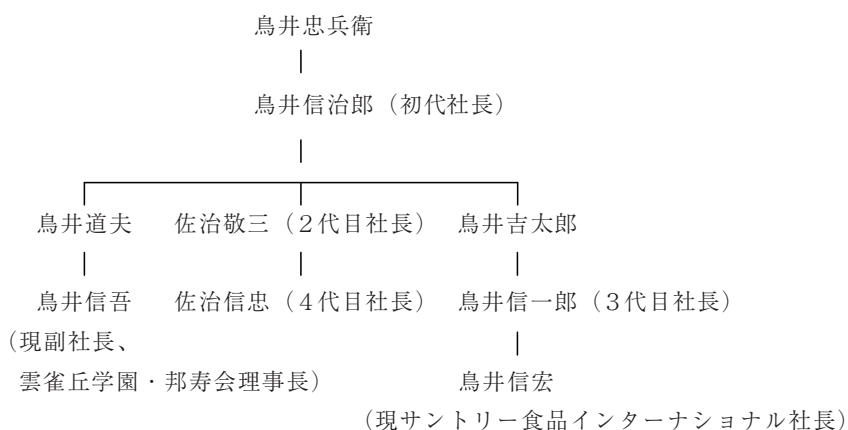 鳥井忠兵衛
鳥井信治郎（初代社長）
鳥井道夫 佐治敬三（２代目社長） 鳥井吉太郎
鳥井信吾 佐治信忠（４代目社長） 鳥井信一郎（３代目社長）
（現副社長、
雲雀丘学園・邦寿会理事長） 鳥井信宏
（現サントリー食品インターナショナル社長）